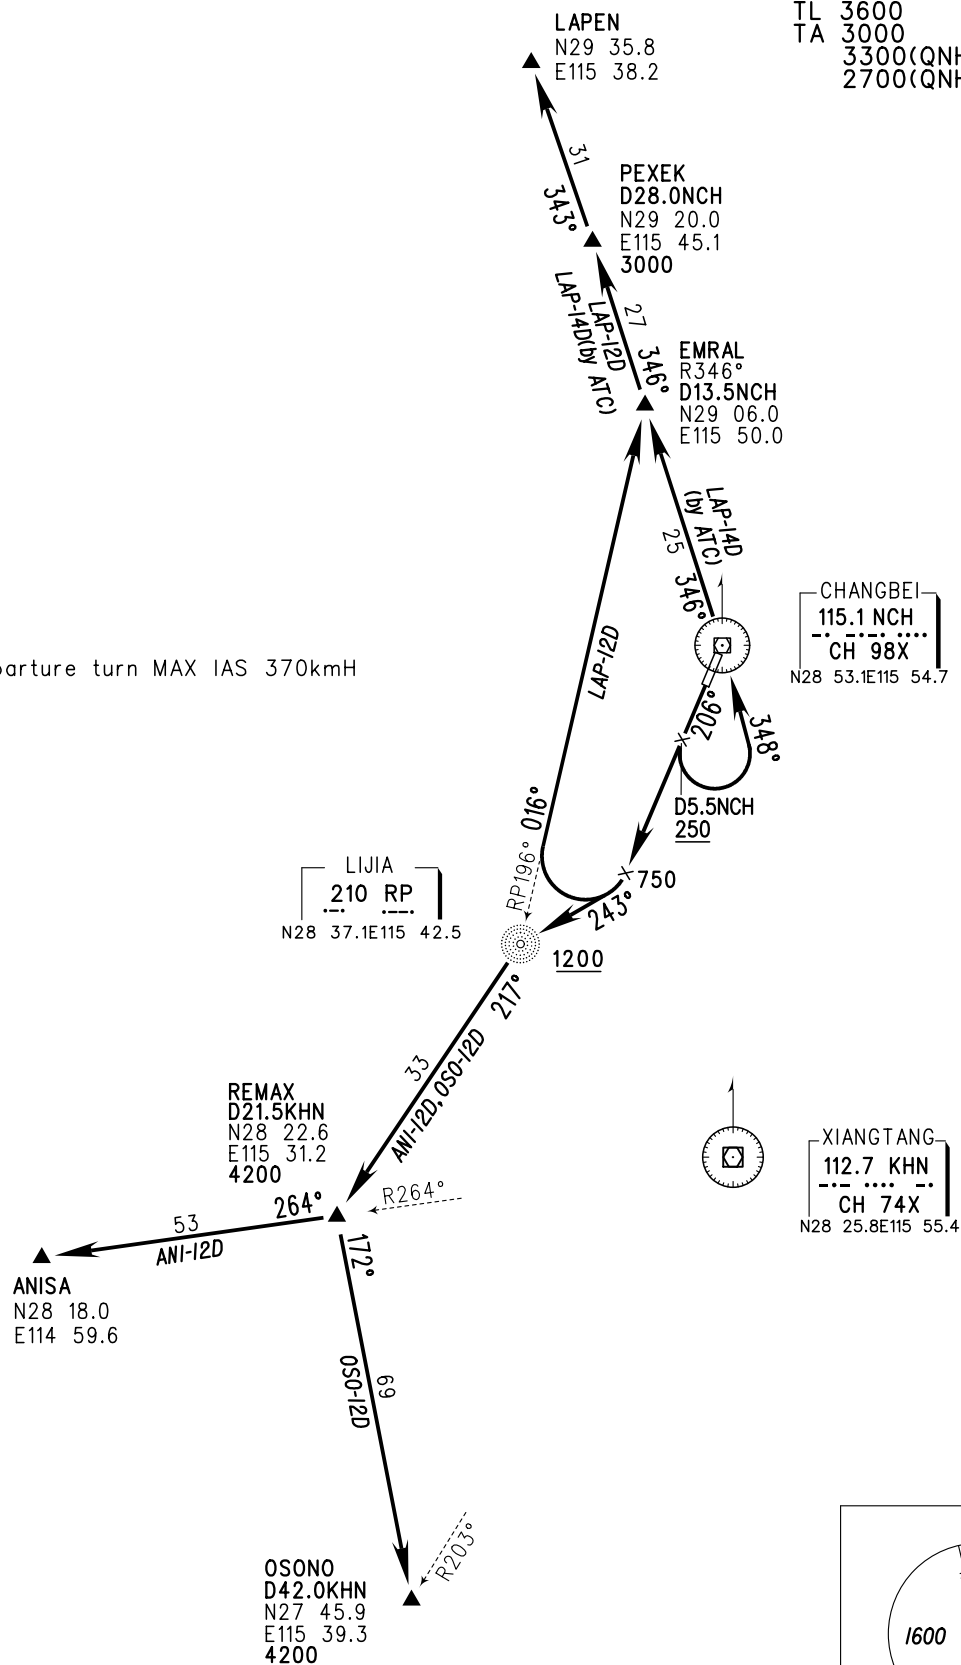 LAPEN
N29 35.8
E115 38.2
TL 3600
TA 3000
3300(QNH
2700(QNH
31
343°
PEXEK
D28.0NCH
N29 20.0
E115 45.1
3000
LAP-12D
LAP-14D(by ATC)
27
346°
EMRAL
R346°
D13.5NCH
N29 06.0
E115 50.0
LAP-14D
(by ATC)
25
346°
CHANGBEI
115.1 NCH
CH 98X
N28 53.1E115 54.7
parture turn MAX IAS 370kmH
LAP-12D
206°
348°
D5.5NCH
250
016°
RP196°
750
243°
LIJIA
210 RP
N28 37.1E115 42.5
1200
217°
33
ANI-12D, OSO-12D
REMAX
D21.5KHN
N28 22.6
E115 31.2
4200
264°
R264°
XIANGTANG
112.7 KHN
CH 74X
N28 25.8E115 55.4
53
ANI-12D
172°
ANISA
N28 18.0
E114 59.6
69
OSO-12D
R203°
OSONO
D42.0KHN
N27 45.9
E115 39.3
4200
1600